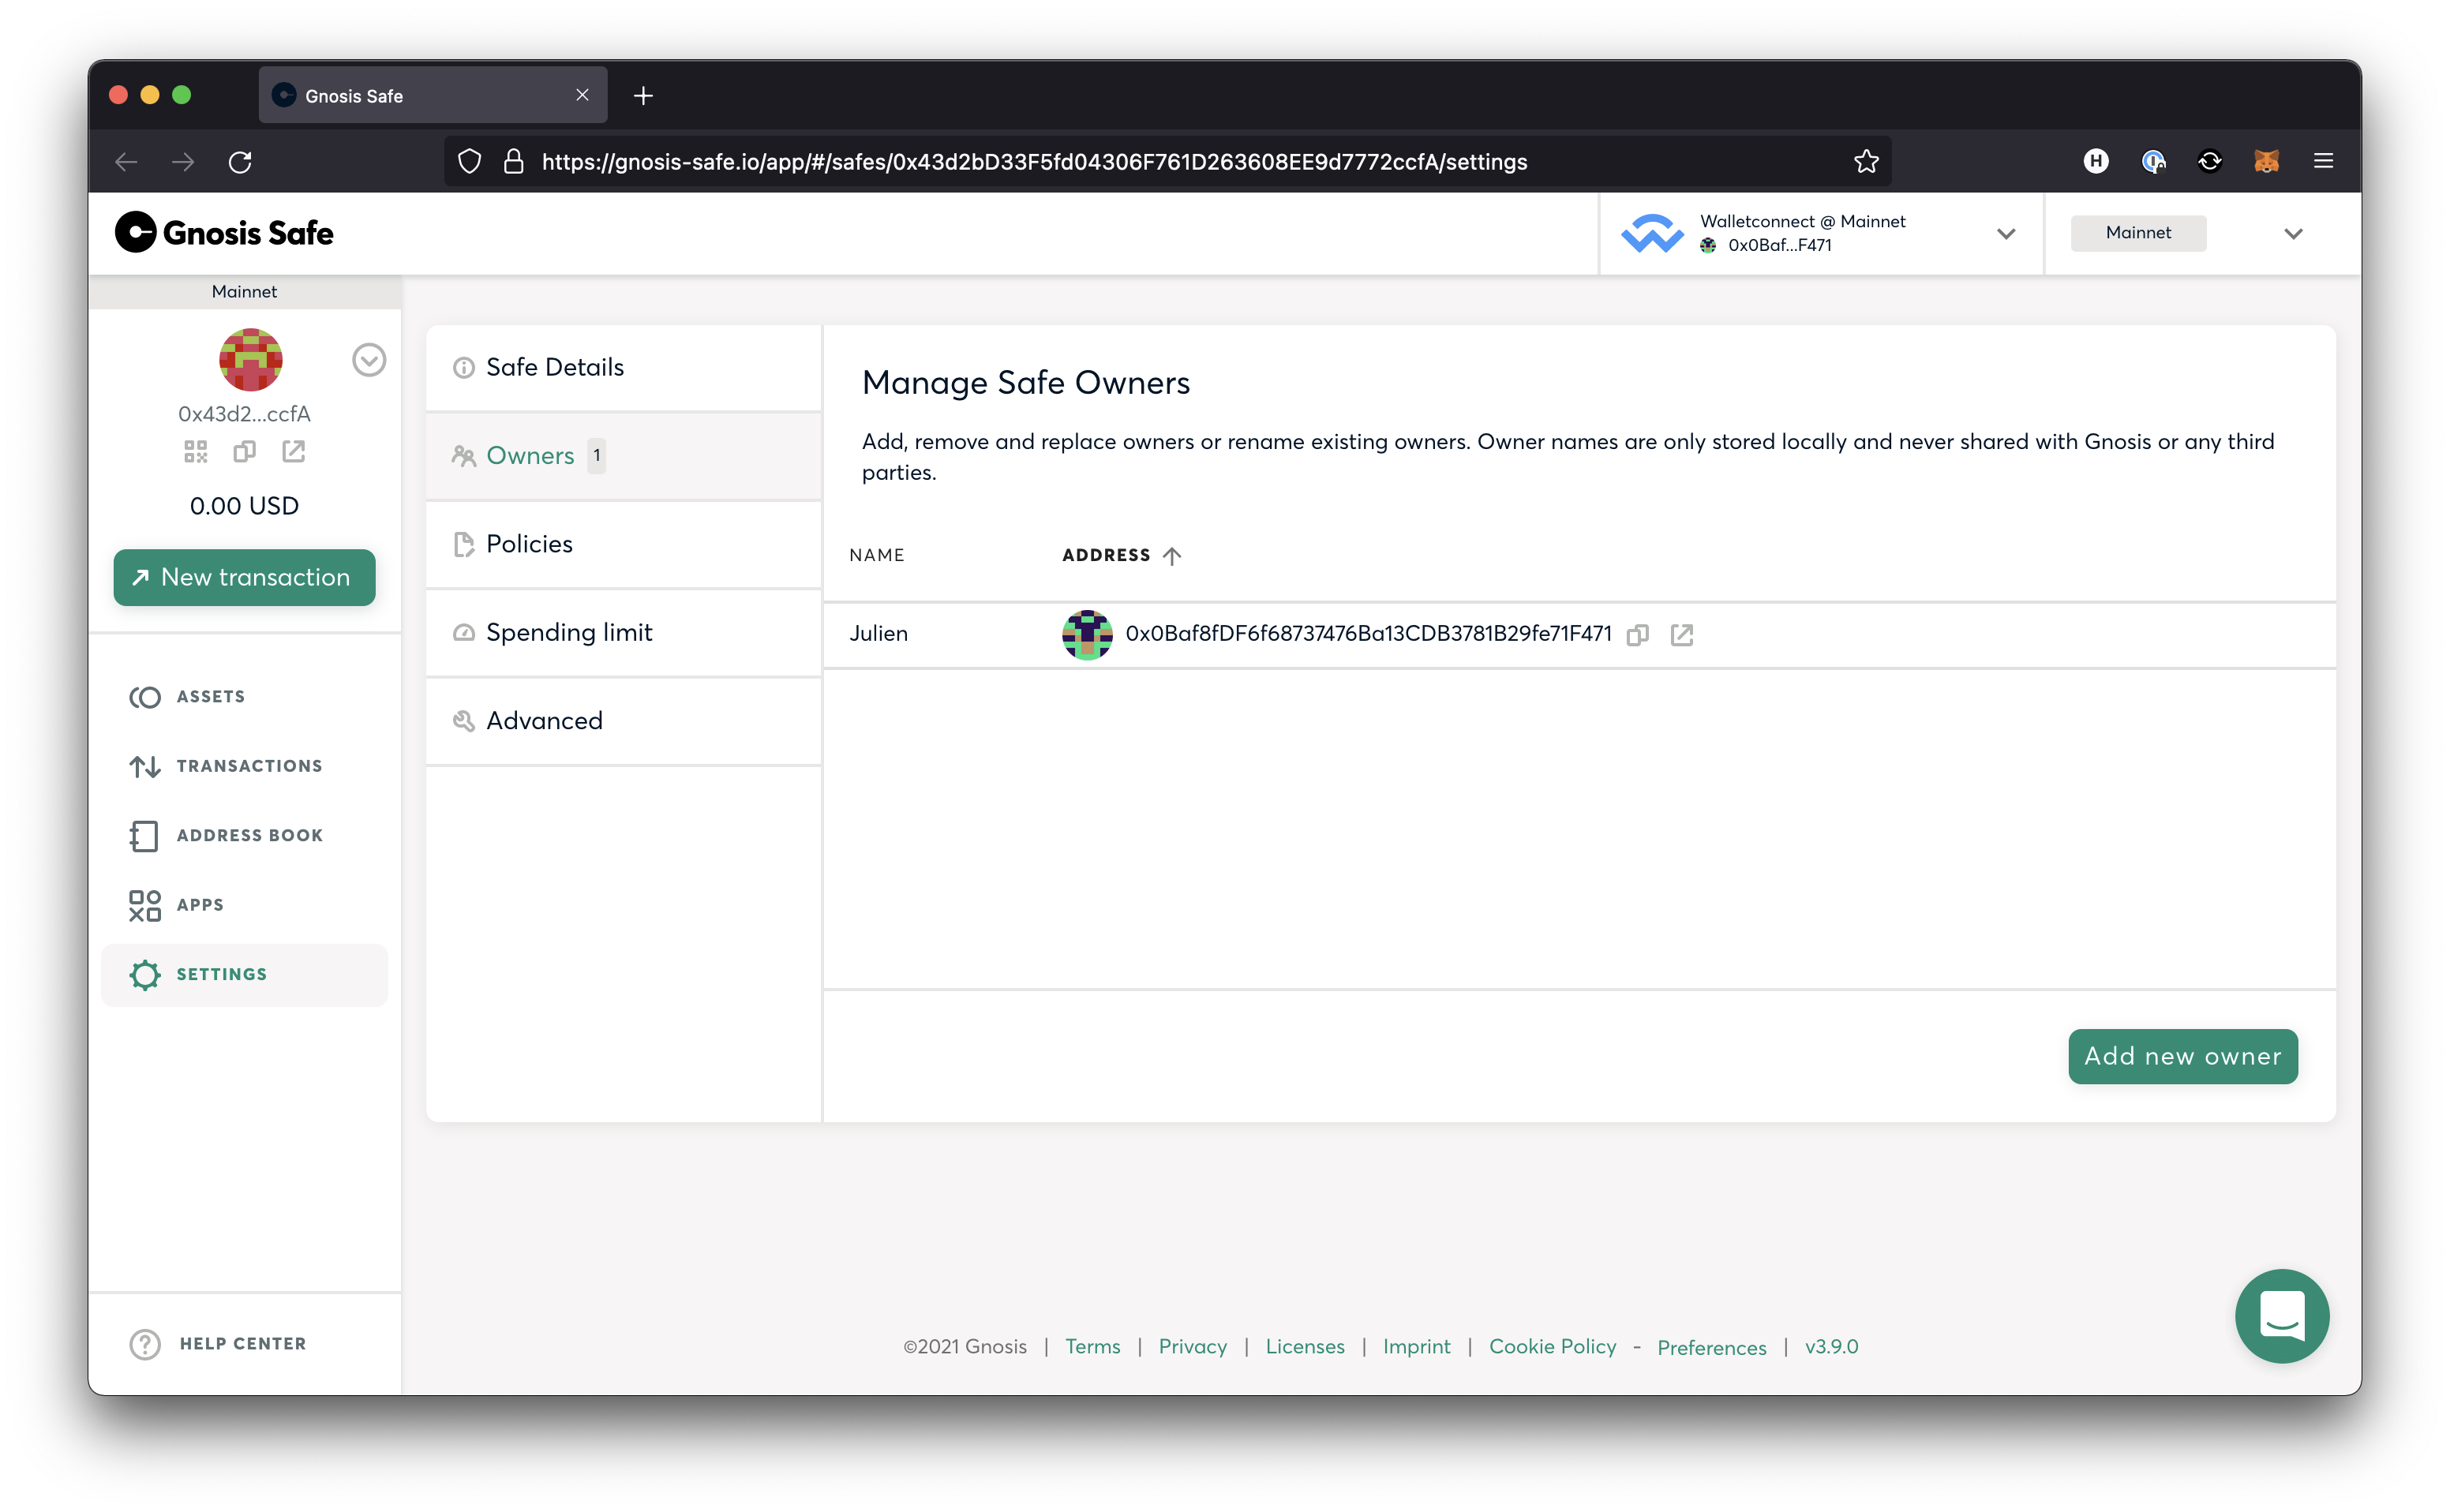 Gnosis Safe
https://gnosis-safe.io/app/#/safes/0x43d2bD33F5fd04306F761D263608EE9d7772ccfA/settings
H
Gnosis Safe
Walletconnect @ Mainnet
0x0Baf...F471
Mainnet
Mainnet
0x43d2...ccfA
0.00 USD
New transaction
ASSETS
TRANSACTIONS
ADDRESS BOOK
APPS
SETTINGS
HELP CENTER
Safe Details
Owners 1
Policies
Spending limit
Advanced
Manage Safe Owners
Add, remove and replace owners or rename existing owners. Owner names are only stored locally and never shared with Gnosis or any third
parties.
NAME ADDRESS
Julien 0x0Baf8fDF6f68737476Ba13CDB3781B29fe71F471
Add new owner
©2021 Gnosis | Terms | Privacy | Licenses | Imprint | Cookie Policy - Preferences | v3.9.0